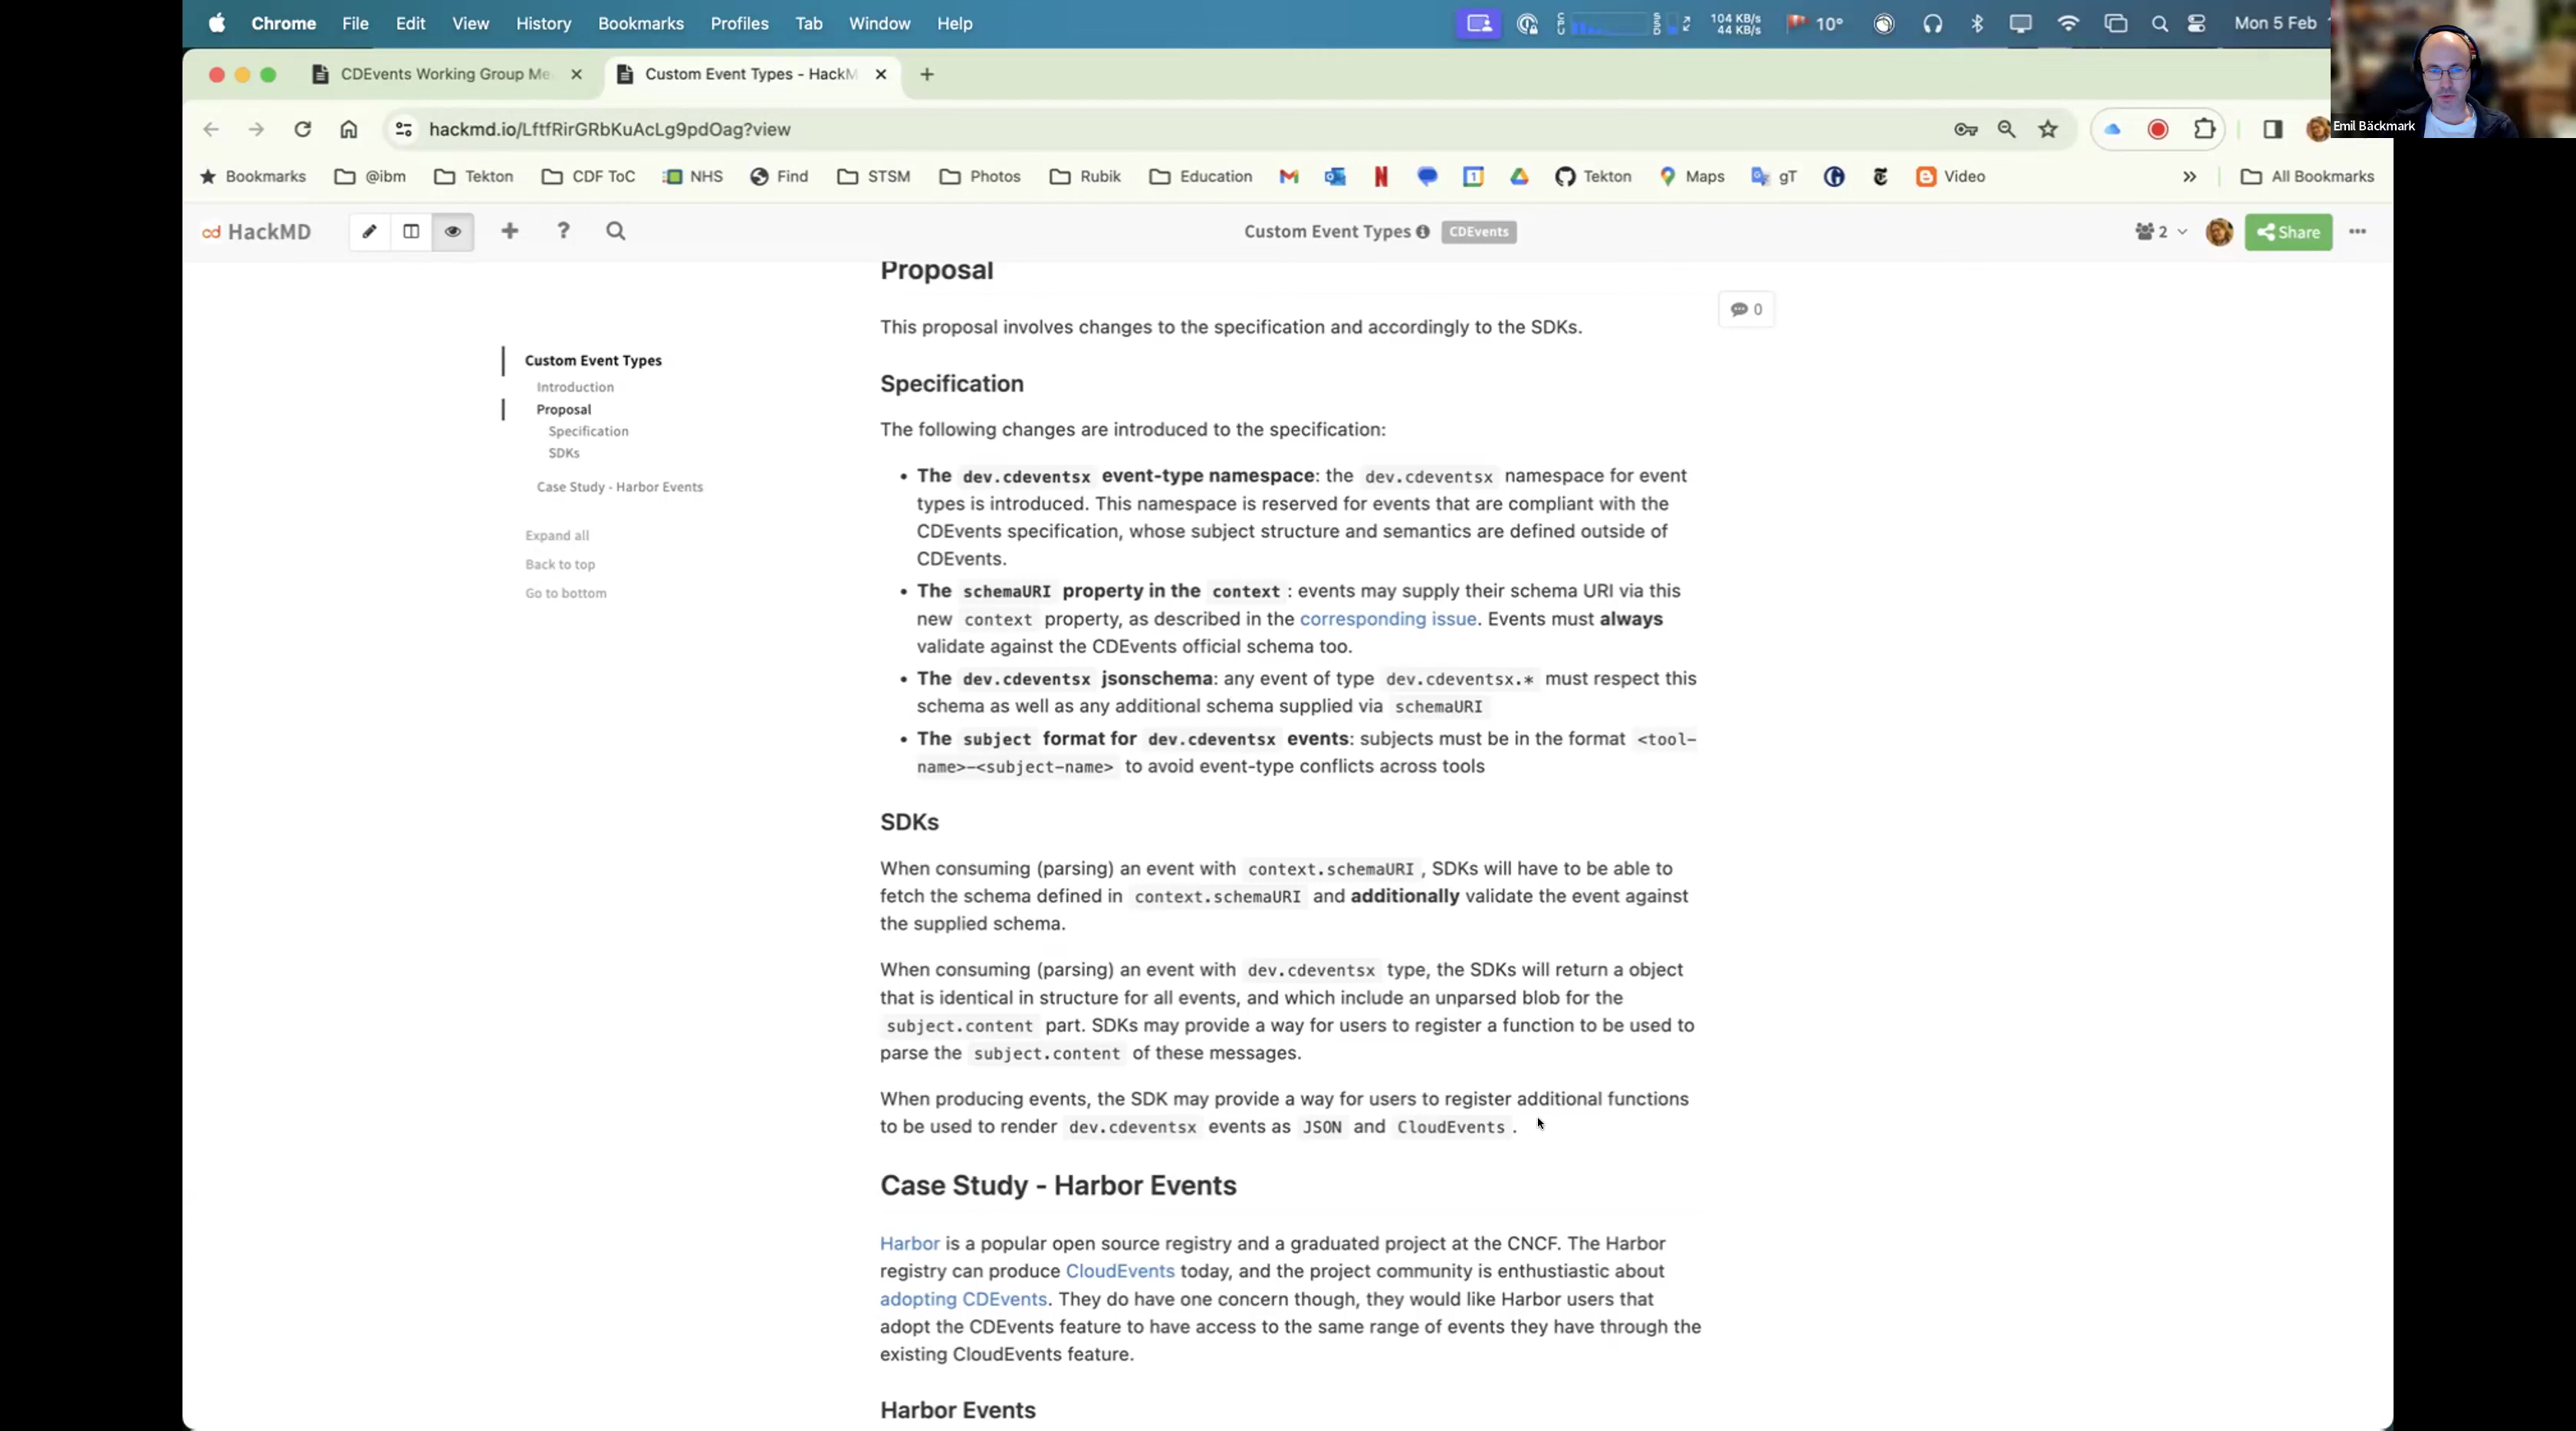 Chrome File Edit View History Bookmarks Profiles Tab Window Help 104 KB/s 44 KB/s 10° Mon 5 Feb
CDEvents Working Group Me Custom Event Types - HackM
hackmd.io/LftfRirGRbKuAcLg9pdOag?view
Emil Bäckmark
Bookmarks @ibm Tekton CDF ToC NHS Find STSM Photos Rubik Education Tekton Maps gT Video » All Bookmarks
HackMD Custom Event Types CDEvents 2 Share
Proposal
0
This proposal involves changes to the specification and accordingly to the SDKs.
Custom Event Types
Introduction
Proposal
Specification
SDKs
Case Study - Harbor Events
Expand all
Back to top
Go to bottom
Specification
The following changes are introduced to the specification:
• The dev.cdeventsx event-type namespace: the dev.cdeventsx namespace for event
types is introduced. This namespace is reserved for events that are compliant with the
CDEvents specification, whose subject structure and semantics are defined outside of
CDEvents.
• The schemaURI property in the context : events may supply their schema URI via this
new context property, as described in the corresponding issue. Events must always
validate against the CDEvents official schema too.
• The dev.cdeventsx jsonschema: any event of type dev.cdeventsx.* must respect this
schema as well as any additional schema supplied via schemaURI
• The subject format for dev.cdeventsx events: subjects must be in the format <tool-
name>-<subject-name> to avoid event-type conflicts across tools
SDKs
When consuming (parsing) an event with context.schemaURI , SDKs will have to be able to
fetch the schema defined in context.schemaURI and additionally validate the event against
the supplied schema.
When consuming (parsing) an event with dev.cdeventsx type, the SDKs will return a object
that is identical in structure for all events, and which include an unparsed blob for the
subject.content part. SDKs may provide a way for users to register a function to be used to
parse the subject.content of these messages.
When producing events, the SDK may provide a way for users to register additional functions
to be used to render dev.cdeventsx events as JSON and CloudEvents .
Case Study - Harbor Events
Harbor is a popular open source registry and a graduated project at the CNCF. The Harbor
registry can produce CloudEvents today, and the project community is enthustiastic about
adopting CDEvents. They do have one concern though, they would like Harbor users that
adopt the CDEvents feature to have access to the same range of events they have through the
existing CloudEvents feature.
Harbor Events